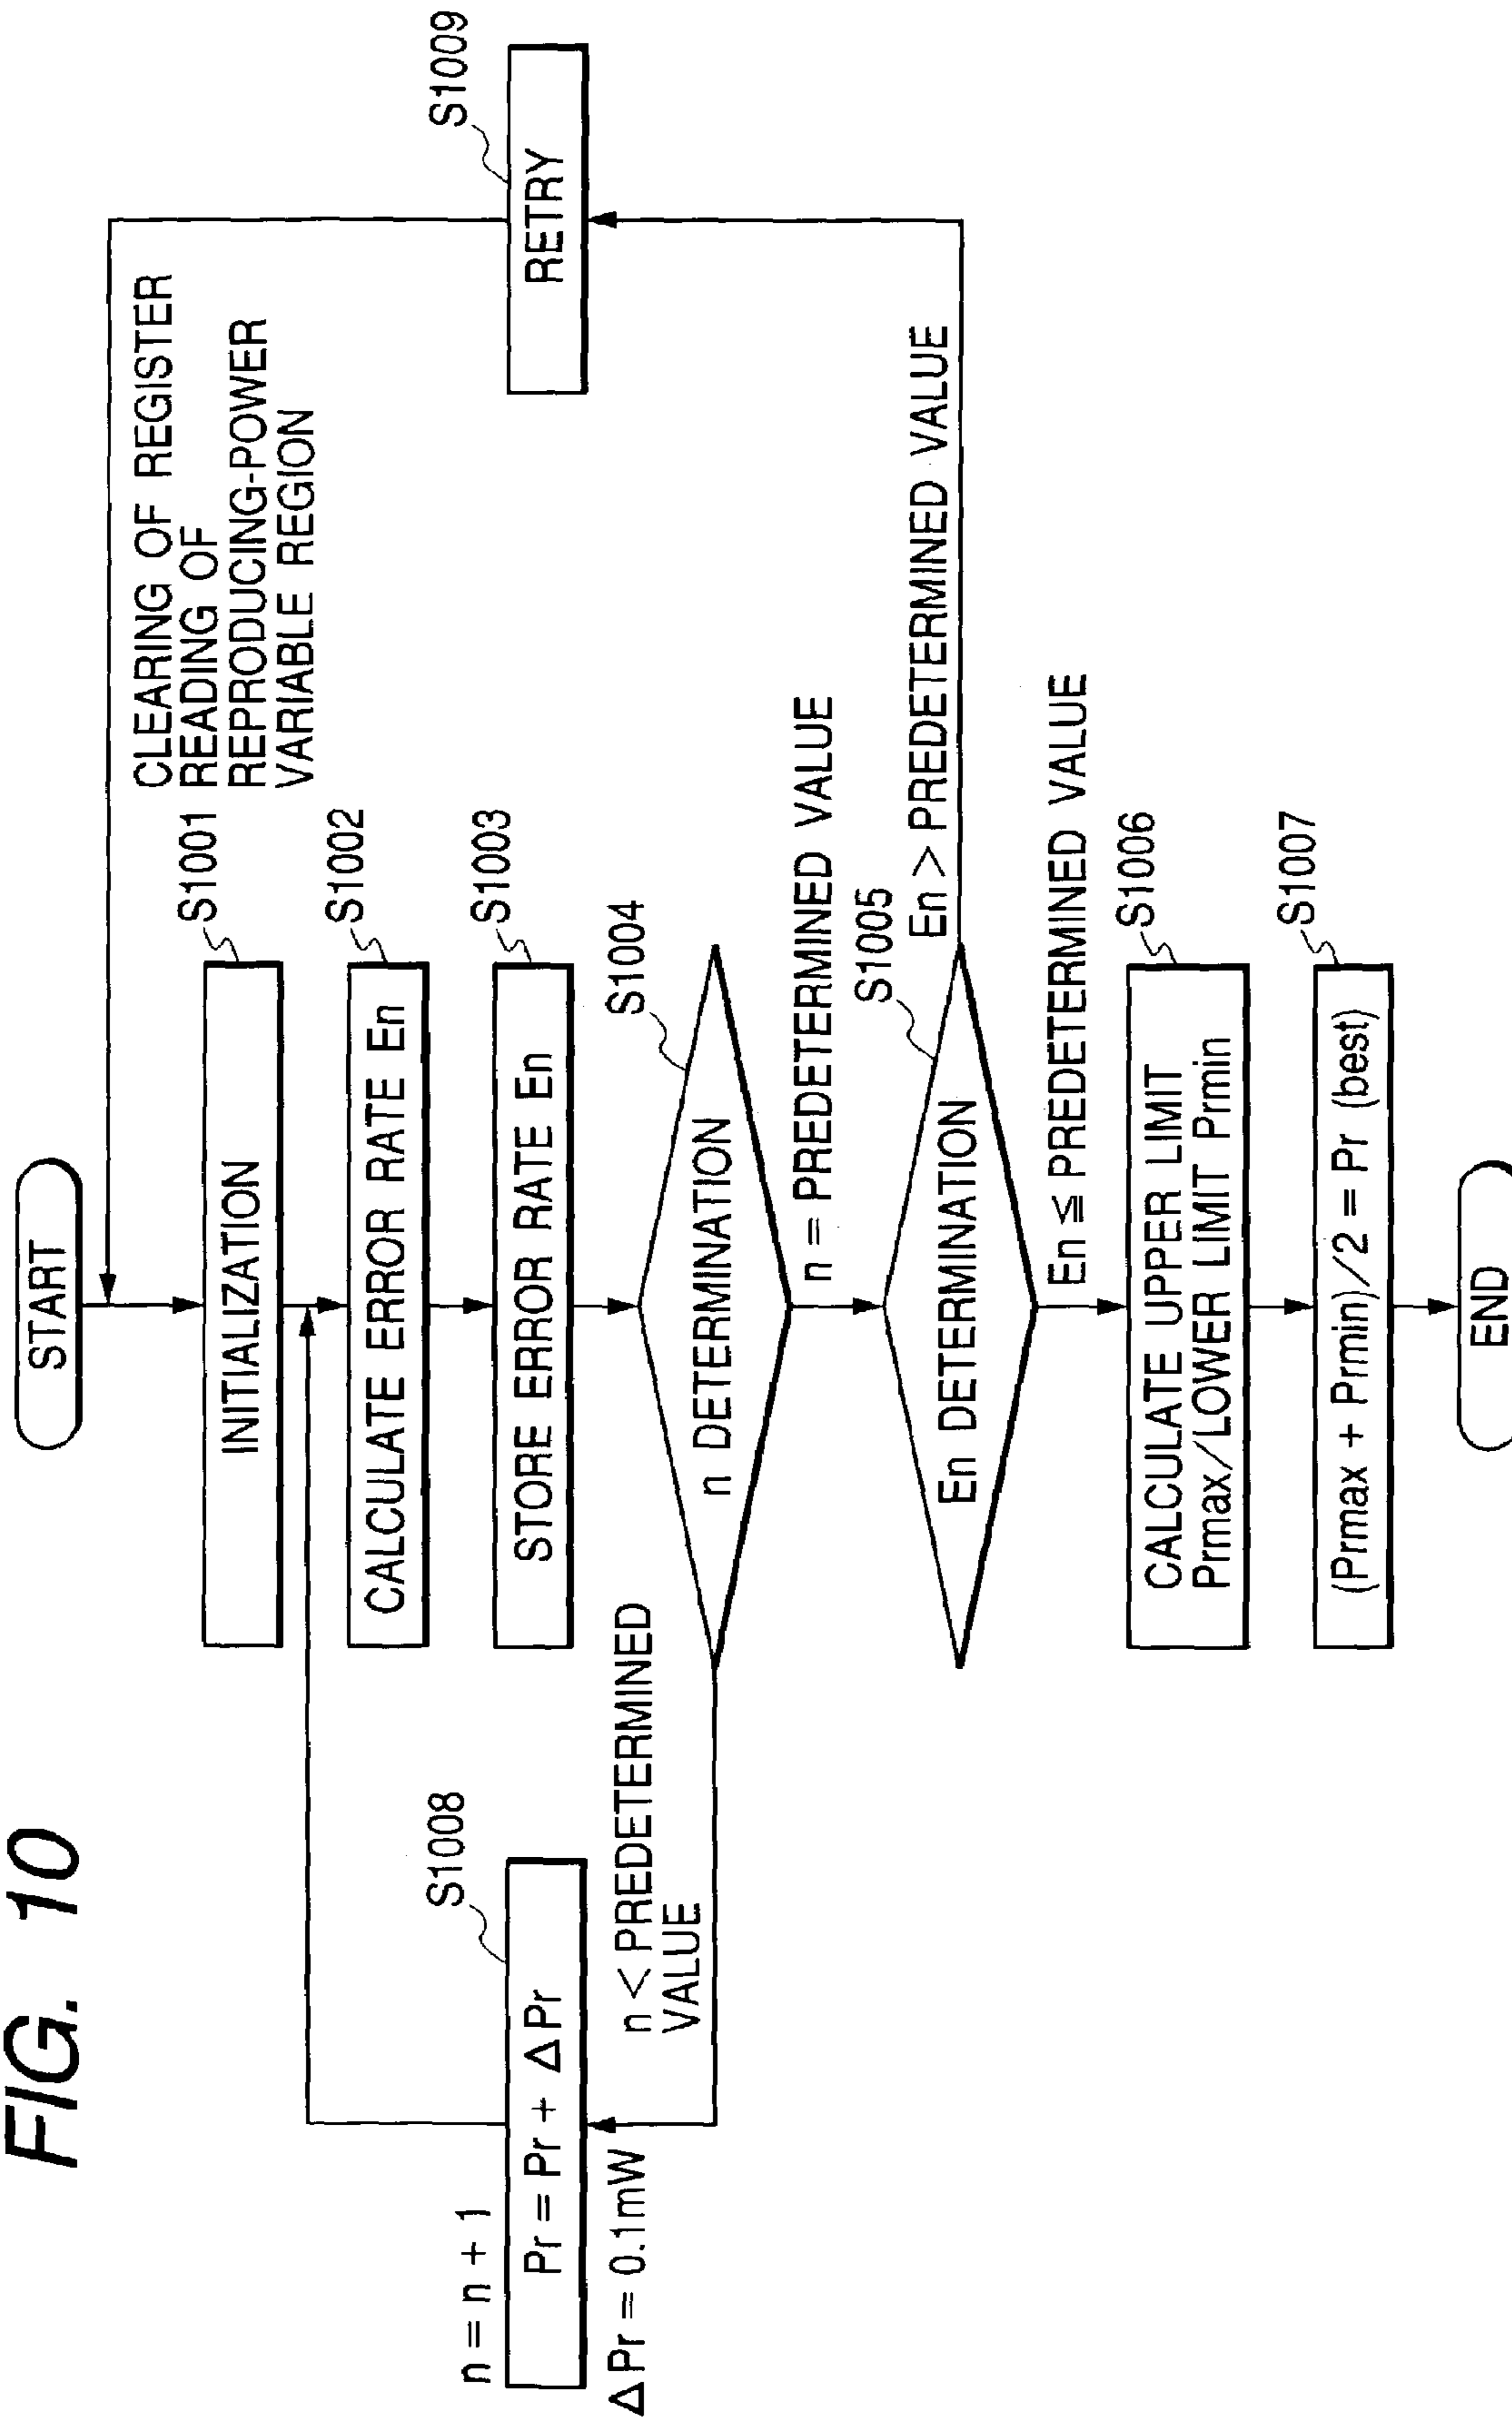 FIG. 10
START
CLEARING OF REGISTER
READING OF
REPRODUCING-POWER
VARIABLE REGION
S1001
INITIALIZATION
S1002
CALCULATE ERROR RATE En
S1003
STORE ERROR RATE En
S1004
n DETERMINATION
n < PREDETERMINED
VALUE
S1008
n = n + 1
Pr = Pr + Δ Pr
Δ Pr = 0.1mW
n = PREDETERMINED VALUE
S1005
En DETERMINATION
En > PREDETERMINED VALUE
S1009
RETRY
En ≦ PREDETERMINED VALUE
S1006
CALCULATE UPPER LIMIT
Prmax/LOWER LIMIT Prmin
S1007
(Prmax + Prmin)/2 = Pr (best)
END